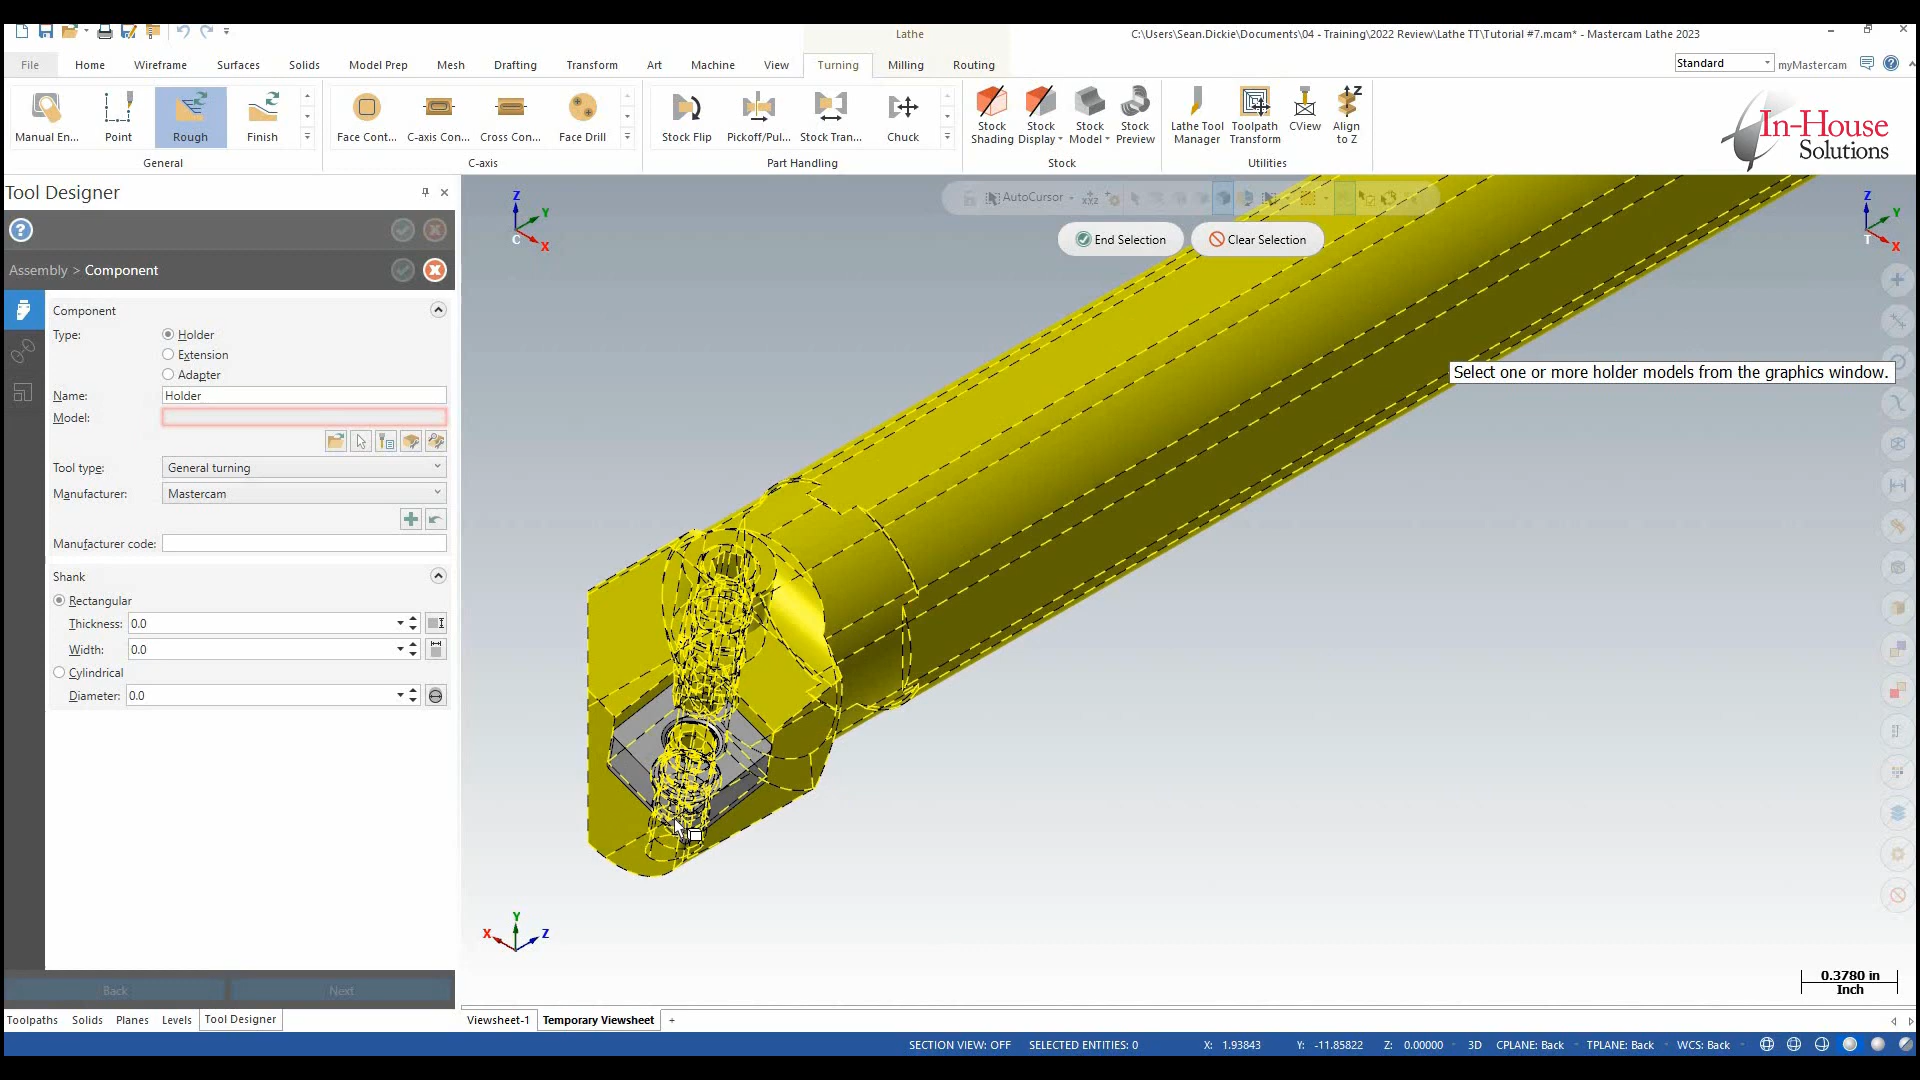 Lathe
C:\Users\Sean.Dickie\Documents\04 - Training\2022 Review\Lathe TT\Tutorial #7.mcam* - Mastercam Lathe 2023
File Home Wireframe Surfaces Solids Model Prep Mesh Drafting Transform Art Machine View Turning Milling Routing
Standard myMastercam
Manual En... Point Rough Finish
General
Face Cont... C-axis Con... Cross Con... Face Drill
C-axis
Stock Flip Pickoff/Pul... Stock Tran... Chuck
Part Handling
Stock Shading Stock Display Stock Model Stock Preview
Stock
Lathe Tool Manager Toolpath Transform CView Align to Z
Utilities
In-House
Solutions
Tool Designer
Assembly > Component
Component
Type: Holder
Extension
Adapter
Name: Holder
Model:
Tool type: General turning
Manufacturer: Mastercam
Manufacturer code:
Shank
Rectangular
Thickness: 0.0
Width: 0.0
Cylindrical
Diameter: 0.0
Back Next
Toolpaths Solids Planes Levels Tool Designer
AutoCursor
End Selection Clear Selection
Select one or more holder models from the graphics window.
Z
Y
C
X
Z
Y
T
X
Y
X
Z
0.3780 in
Inch
Viewsheet-1 Temporary Viewsheet +
SECTION VIEW: OFF SELECTED ENTITIES: 0 X: 1.93843 Y: -11.85822 Z: 0.00000 3D CPLANE: Back TPLANE: Back WCS: Back